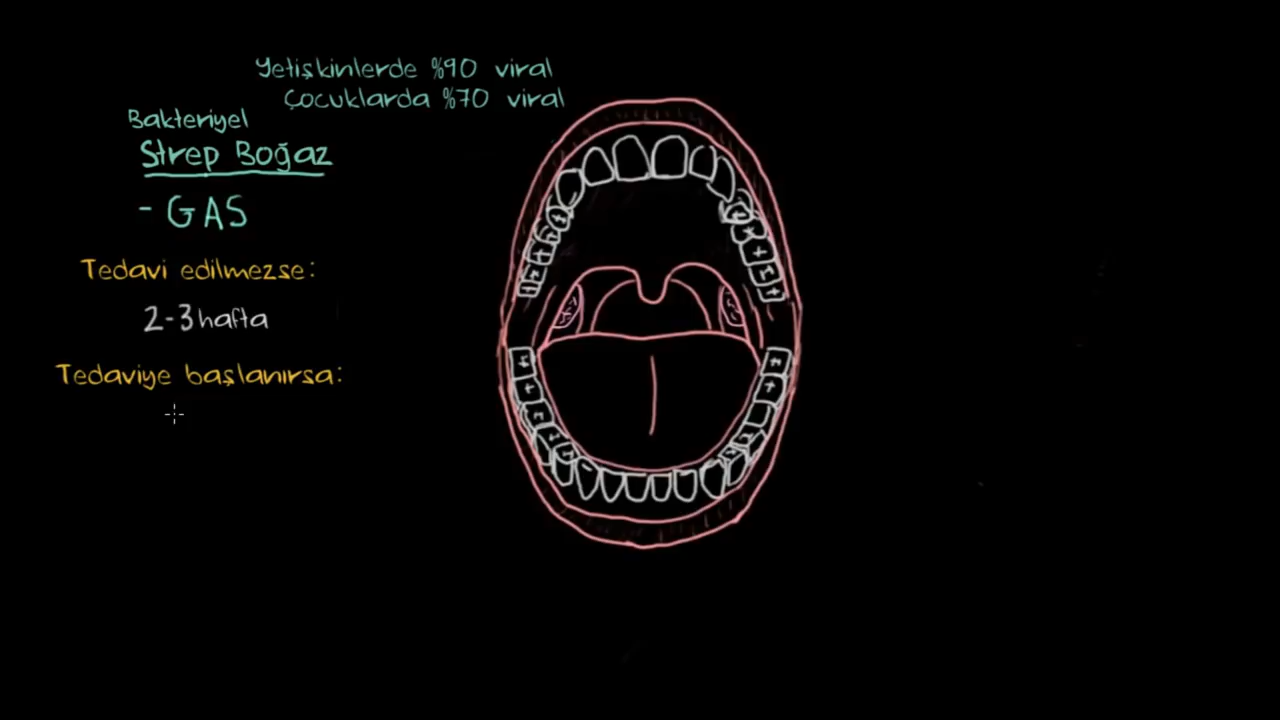 Yetişkinlerde %90 viral
Çocuklarda %70 viral
Bakteriyel
Strep Boğaz
- GAS
Tedavi edilmezse:
2-3 hafta
Tedaviye başlanırsa: